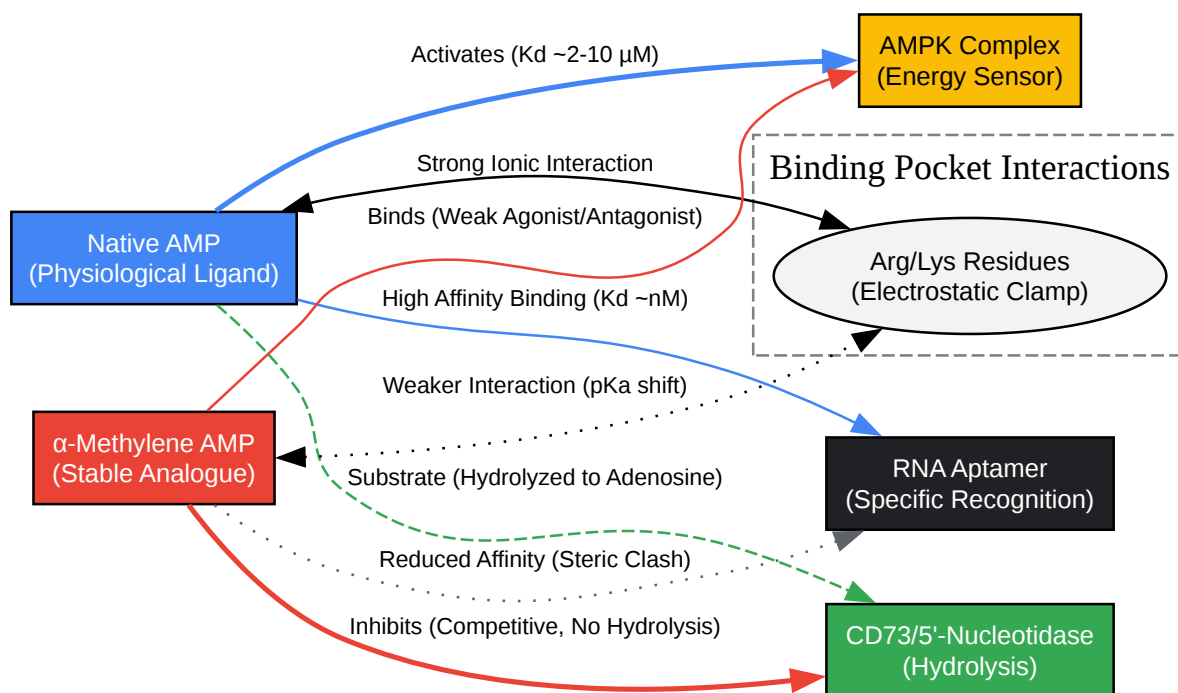 Activates (Kd ~2-10 µM)
AMPK Complex
(Energy Sensor)
Strong Ionic Interaction
Binding Pocket Interactions
Binds (Weak Agonist/Antagonist)
Native AMP
(Physiological Ligand)
Arg/Lys Residues
(Electrostatic Clamp)
High Affinity Binding (Kd ~nM)
Weaker Interaction (pKa shift)
α-Methylene AMP
(Stable Analogue)
Substrate (Hydrolyzed to Adenosine)
RNA Aptamer
(Specific Recognition)
Reduced Affinity (Steric Clash)
Inhibits (Competitive, No Hydrolysis)
CD73/5'-Nucleotidase
(Hydrolysis)